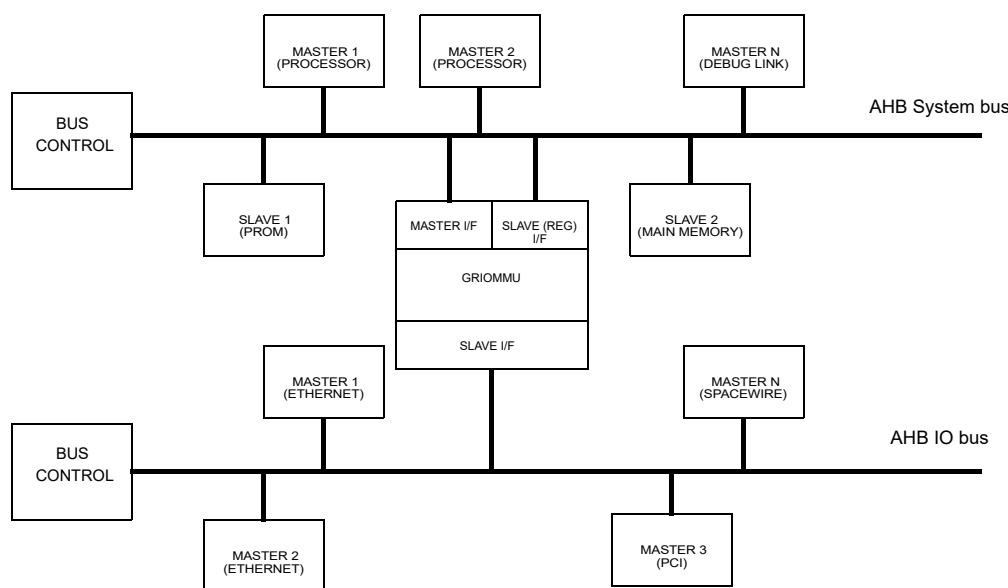 MASTER 1
(PROCESSOR)
MASTER 2
(PROCESSOR)
MASTER N
(DEBUG LINK)
AHB System bus
BUS
CONTROL
SLAVE 1
(PROM)
MASTER I/F
SLAVE (REG)
I/F
SLAVE 2
(MAIN MEMORY)
GRIOMMU
SLAVE I/F
MASTER 1
(ETHERNET)
MASTER N
(SPACEWIRE)
AHB IO bus
BUS
CONTROL
MASTER 2
(ETHERNET)
MASTER 3
(PCI)